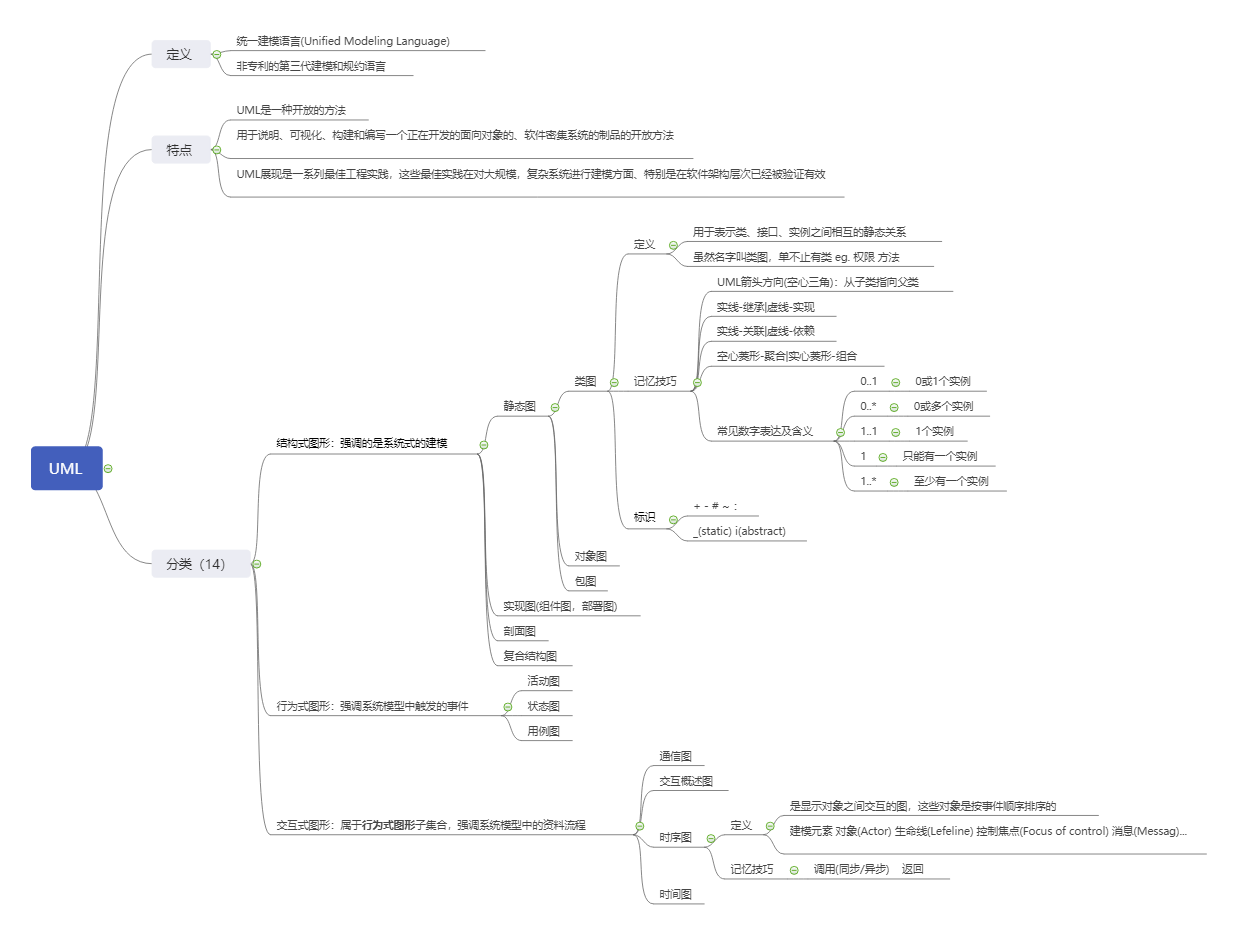 UML
定义
统一建模语言(Unified Modeling Language)
非专利的第三代建模和规约语言
特点
UML是一种开放的方法
用于说明、可视化、构建和编写一个正在开发的面向对象的、软件密集系统的制品的开放方法
UML展现是一系列最佳工程实践，这些最佳实践在对大规模，复杂系统进行建模方面、特别是在软件架构层次已经被验证有效
分类（14）
结构式图形：强调的是系统式的建模
静态图
类图
定义
用于表示类、接口、实例之间相互的静态关系
虽然名字叫类图，单不止有类 eg. 权限 方法
记忆技巧
UML箭头方向(空心三角)：从子类指向父类
实线-继承|虚线-实现
实线-关联|虚线-依赖
空心菱形-聚合|实心菱形-组合
常见数字表达及含义
0..1 0或1个实例
0..* 0或多个实例
1..1 1个实例
1 只能有一个实例
1..* 至少有一个实例
标识
+ - # ~ :
_(static) i(abstract)
对象图
包图
实现图(组件图，部署图)
剖面图
复合结构图
行为式图形：强调系统模型中触发的事件
活动图
状态图
用例图
交互式图形：属于行为式图形子集合，强调系统模型中的资料流程
通信图
交互概述图
时序图
定义
是显示对象之间交互的图，这些对象是按事件顺序排序的
建模元素 对象(Actor) 生命线(Lefeline) 控制焦点(Focus of control) 消息(Messag)...
记忆技巧
调用(同步/异步) 返回
时间图